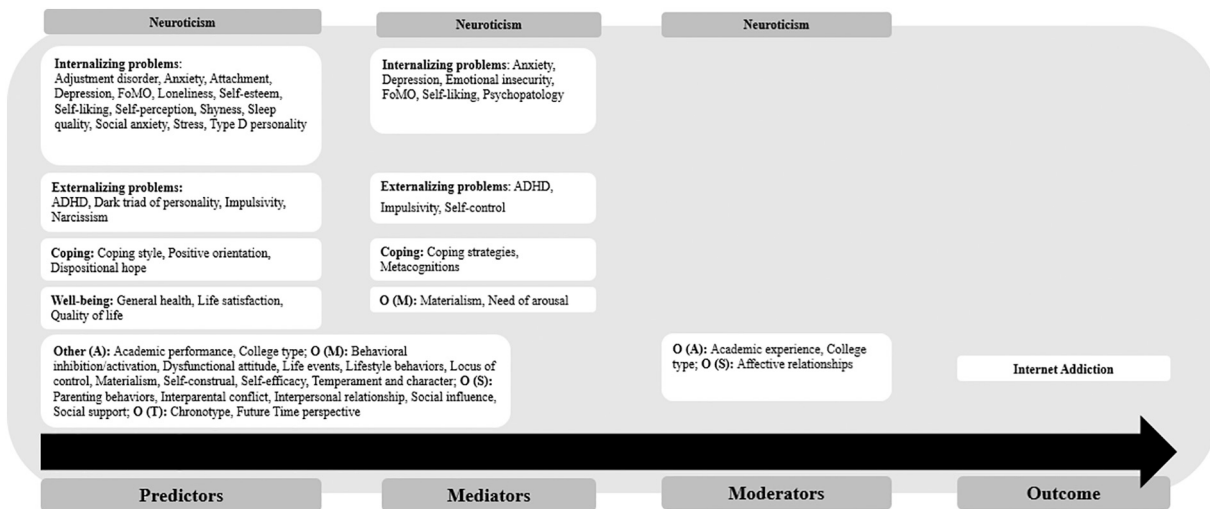 Neuroticism
Neuroticism
Neuroticism
Internalizing problems:
Adjustment disorder, Anxiety, Attachment,
Depression, FoMO, Loneliness, Self-esteem,
Self-liking, Self-perception, Shyness, Sleep
quality, Social anxiety, Stress, Type D personality
Internalizing problems: Anxiety,
Depression, Emotional insecurity,
FoMO, Self-liking, Psychopatology
Externalizing problems:
ADHD, Dark triad of personality, Impulsivity,
Narcissism
Externalizing problems: ADHD,
Impulsivity, Self-control
Coping: Coping style, Positive orientation,
Dispositional hope
Coping: Coping strategies,
Metacognitions
Well-being: General health, Life satisfaction,
Quality of life
O (M): Materialism, Need of arousal
Other (A): Academic performance, College type; O (M): Behavioral
inhibition/activation, Dysfunctional attitude, Life events, Lifestyle behaviors, Locus of
control, Materialism, Self-construal, Self-efficacy, Temperament and character; O (S):
Parenting behaviors, Interparental conflict, Interpersonal relationship, Social influence,
Social support; O (T): Chronotype, Future Time perspective
O (A): Academic experience, College
type; O (S): Affective relationships
Internet Addiction
Predictors
Mediators
Moderators
Outcome